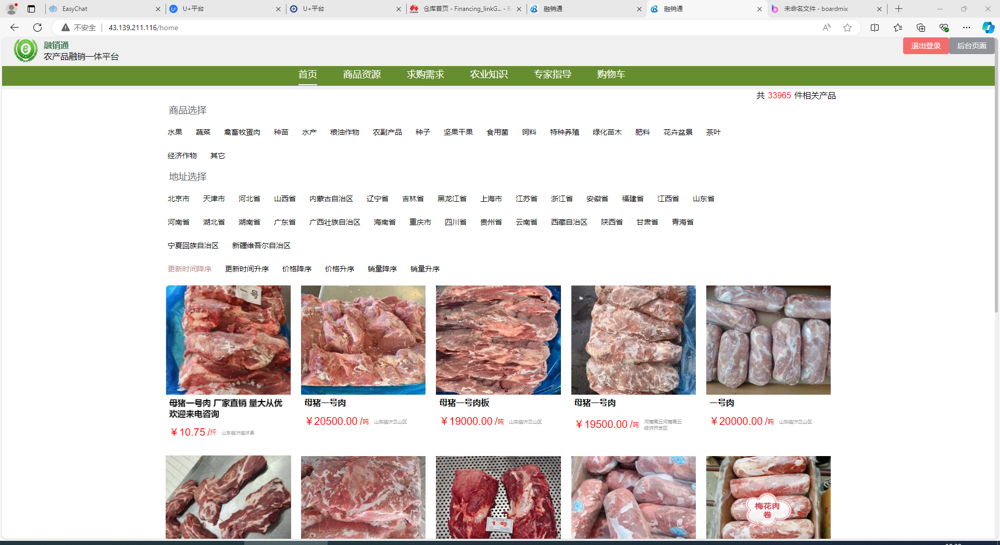 EasyChat
U+平台
U+平台
仓库首页 - Financing_linkG... - R
融销通
融销通
未命名文件 - boardmix
不安全
43.139.211.116/home
融销通
农产品融销一体平台
退出登录
后台页面
首页
商品资源
求购需求
农业知识
专家指导
购物车
共 33965 件相关产品
商品选择
水果 蔬菜 禽畜牧蛋肉 种苗 水产 粮油作物 农副产品 种子 坚果干果 食用菌 饲料 特种养殖 绿化苗木 肥料 花卉盆景 茶叶
经济作物 其它
地址选择
北京市 天津市 河北省 山西省 内蒙古自治区 辽宁省 吉林省 黑龙江省 上海市 江苏省 浙江省 安徽省 福建省 江西省 山东省
河南省 湖北省 湖南省 广东省 广西壮族自治区 海南省 重庆市 四川省 贵州省 云南省 西藏自治区 陕西省 甘肃省 青海省
宁夏回族自治区 新疆维吾尔自治区
更新时间降序 更新时间升序 价格降序 价格升序 销量降序 销量升序
一号
母猪一号肉 厂家直销 量大从优
欢迎来电咨询
￥10.75 /斤 山东临沂临沭县
母猪一号肉
￥20500.00 /吨 山东临沂兰山区
母猪一号肉板
￥19000.00 /吨 山东临沂兰山区
母猪一号肉
￥19500.00 /吨 河南商丘河南商丘
经济开发区
一号肉
￥20000.00 /吨 山东临沂兰山区
1号
梅花肉
卷